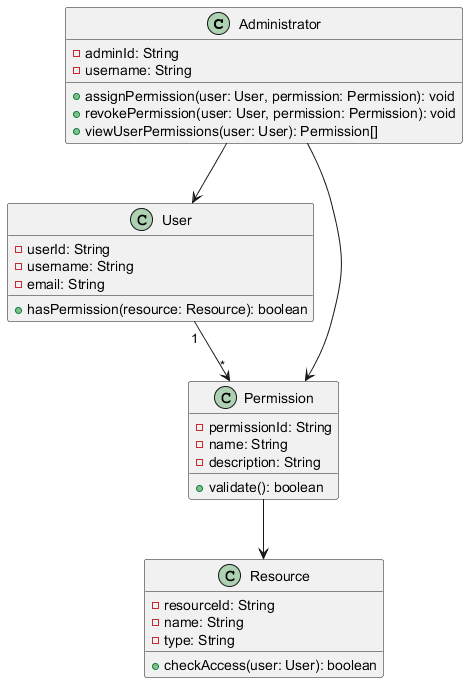 C Administrator
adminId: String
username: String
assignPermission(user: User, permission: Permission): void
revokePermission(user: User, permission: Permission): void
viewUserPermissions(user: User): Permission[]
C User
userId: String
username: String
email: String
hasPermission(resource: Resource): boolean
1
*
C Permission
permissionId: String
name: String
description: String
validate(): boolean
C Resource
resourceId: String
name: String
type: String
checkAccess(user: User): boolean